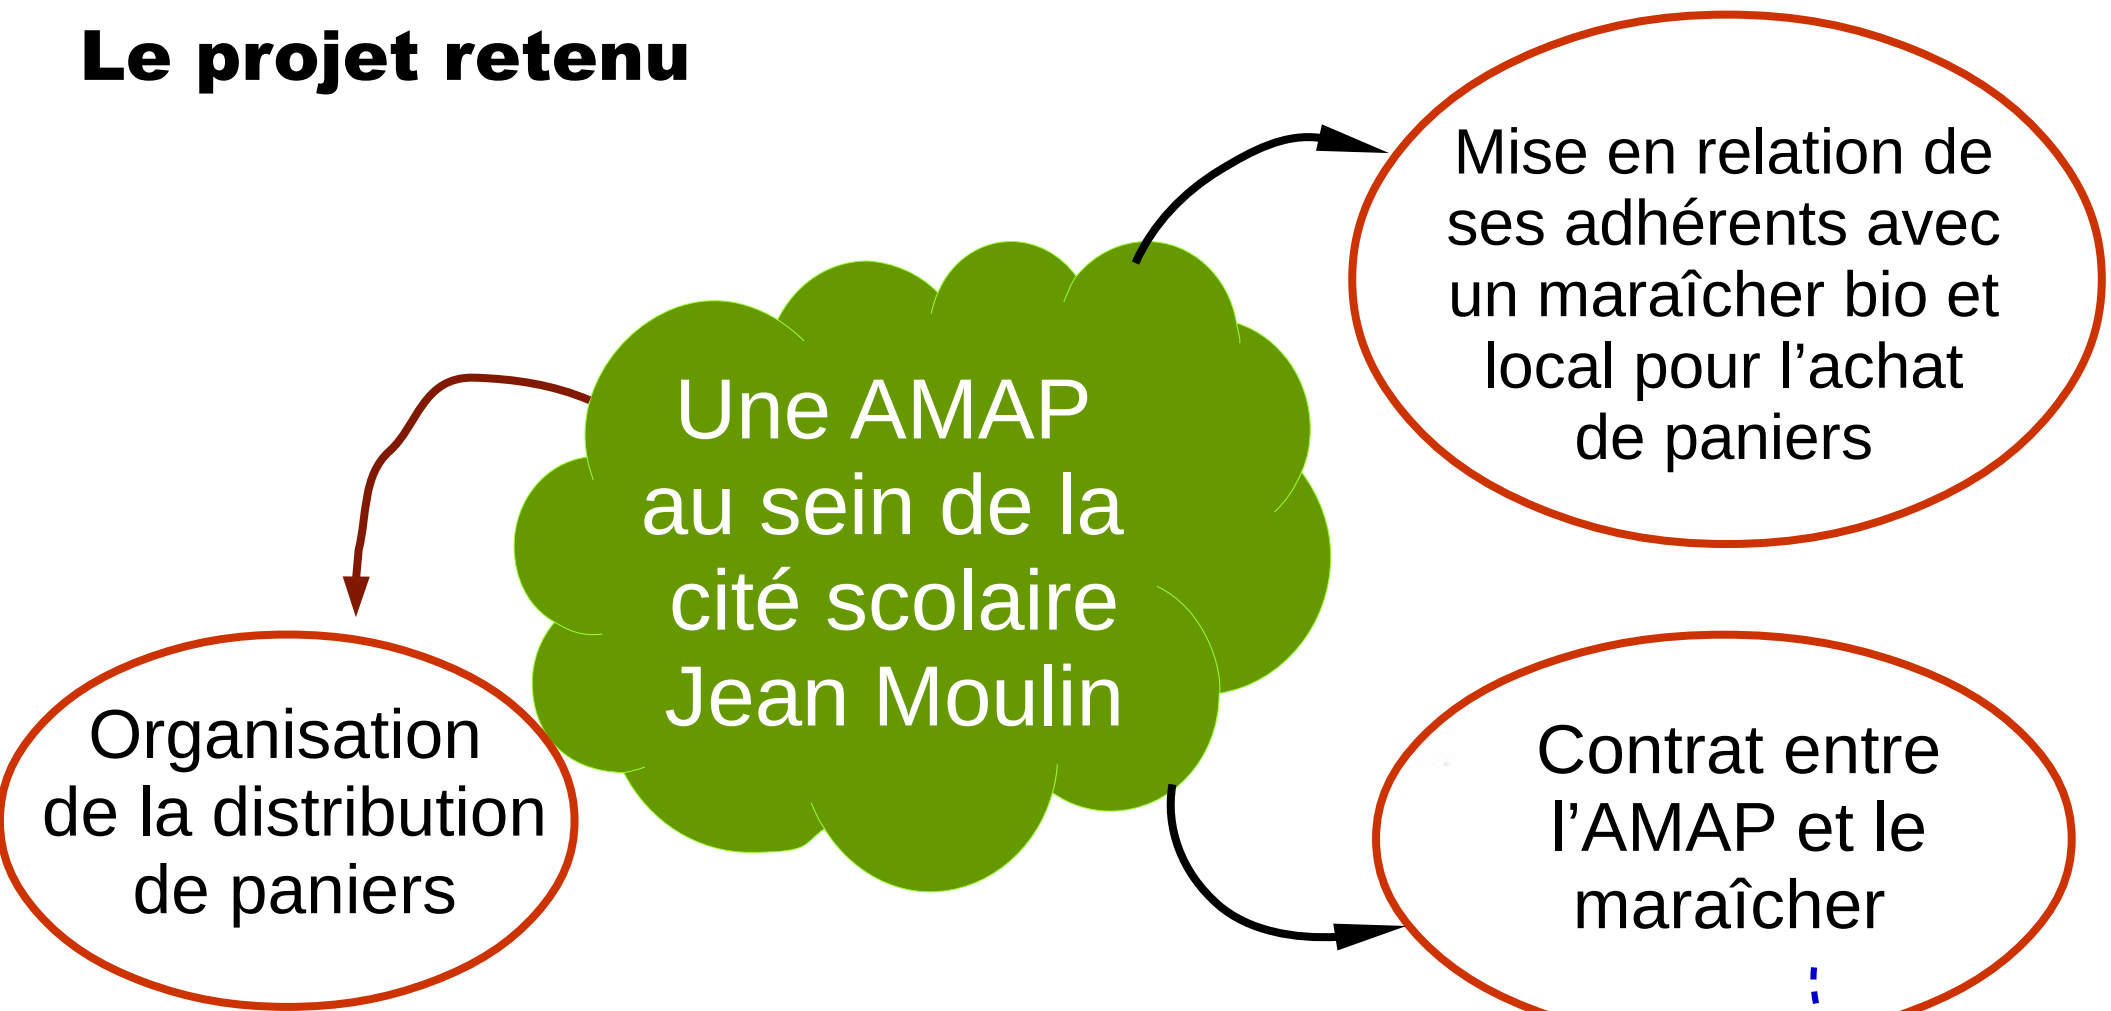 Le projet retenu
Mise en relation de
ses adhérents avec
un maraîcher bio et
local pour l’achat
de paniers
Une AMAP
au sein de la
cité scolaire
Jean Moulin
Organisation
de la distribution
de paniers
Contrat entre
l’AMAP et le
maraîcher